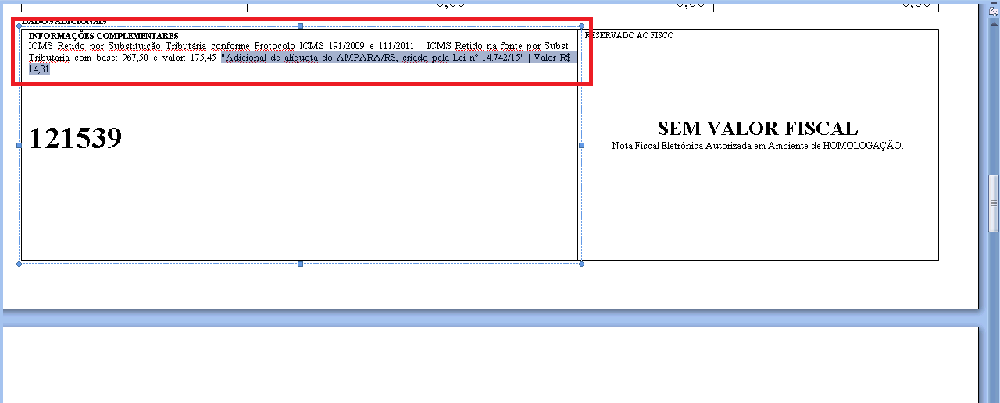 0,00 0,00 0,00
DADOS ADICIONAIS
INFORMAÇÕES COMPLEMENTARES
ICMS Retido por Substituição Tributária conforme Protocolo ICMS 191/2009 e 111/2011 ICMS Retido na fonte por Subst.
Tributaria com base: 967,50 e valor: 175,45 "Adicional de alíquota do AMPARA/RS, criado pela Lei nº 14.742/15" | Valor R$
14,31
121539
RESERVADO AO FISCO
SEM VALOR FISCAL
Nota Fiscal Eletrônica Autorizada em Ambiente de HOMOLOGAÇÃO.